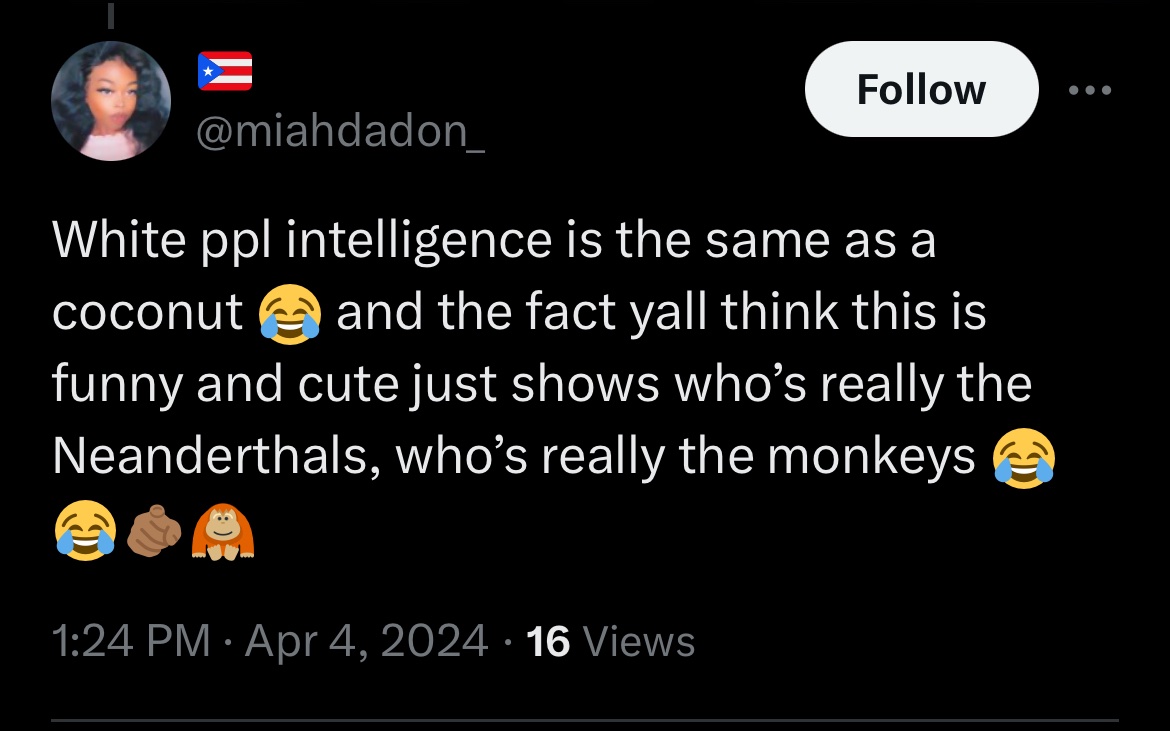 🇵🇷
@miahdadon_
Follow
White ppl intelligence is the same as a
coconut 😂 and the fact yall think this is
funny and cute just shows who’s really the
Neanderthals, who’s really the monkeys 😂
😂🫵🏽🦧
1:24 PM · Apr 4, 2024 · 16 Views